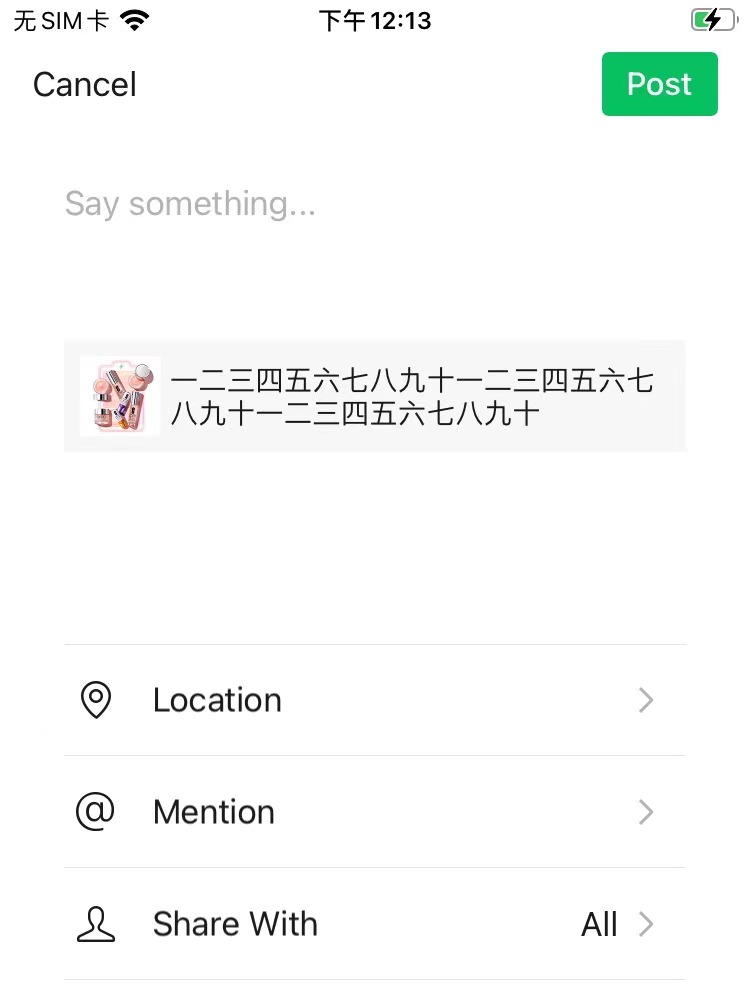 无SIM卡
下午12:13
Cancel
Post
Say something...
一二三四五六七八九十一二三四五六七
八九十一二三四五六七八九十
Location
@ Mention
Share With All